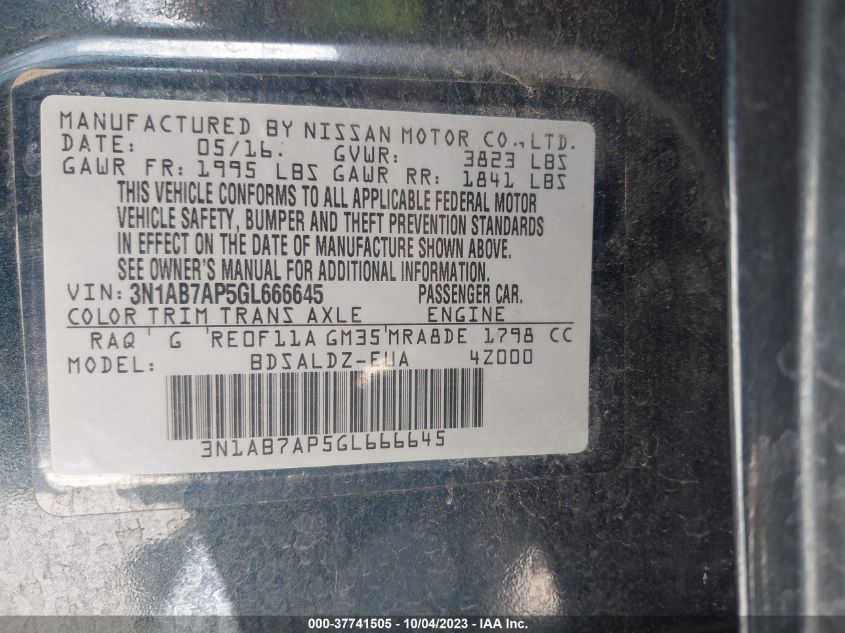 MANUFACTURED BY NISSAN MOTOR CO., LTD.
DATE: 05/16. GVWR: 3823 LBS
GAWR FR: 1995 LBS GAWR RR: 1841 LBS
THIS VEHICLE CONFORMS TO ALL APPLICABLE FEDERAL MOTOR
VEHICLE SAFETY, BUMPER AND THEFT PREVENTION STANDARDS
IN EFFECT ON THE DATE OF MANUFACTURE SHOWN ABOVE.
SEE OWNER'S MANUAL FOR ADDITIONAL INFORMATION.
VIN: 3N1AB7AP5GL666645 PASSENGER CAR.
COLOR TRIM TRANS AXLE ENGINE
RAQ ' G 'RE0F11A GM35'MRA8DE 1798 CC
MODEL: BDSALDZ-EUA 4Z000
3N1AB7AP5GL666645
000-37741505 - 10/04/2023 - IAA Inc.